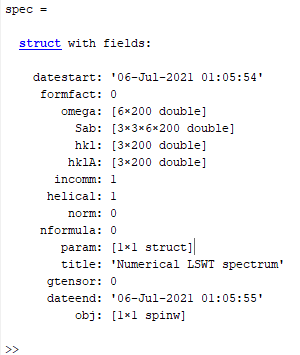 spec =
struct with fields:
datestart: '06-Jul-2021 01:05:54'
formfact: 0
omega: [6×200 double]
Sab: [3×3×6×200 double]
hkl: [3×200 double]
hklA: [3×200 double]
incomm: 1
helical: 1
norm: 0
nformula: 0
param: [1×1 struct]
title: 'Numerical LSWT spectrum'
gtensor: 0
dateend: '06-Jul-2021 01:05:55'
obj: [1×1 spinw]
>>